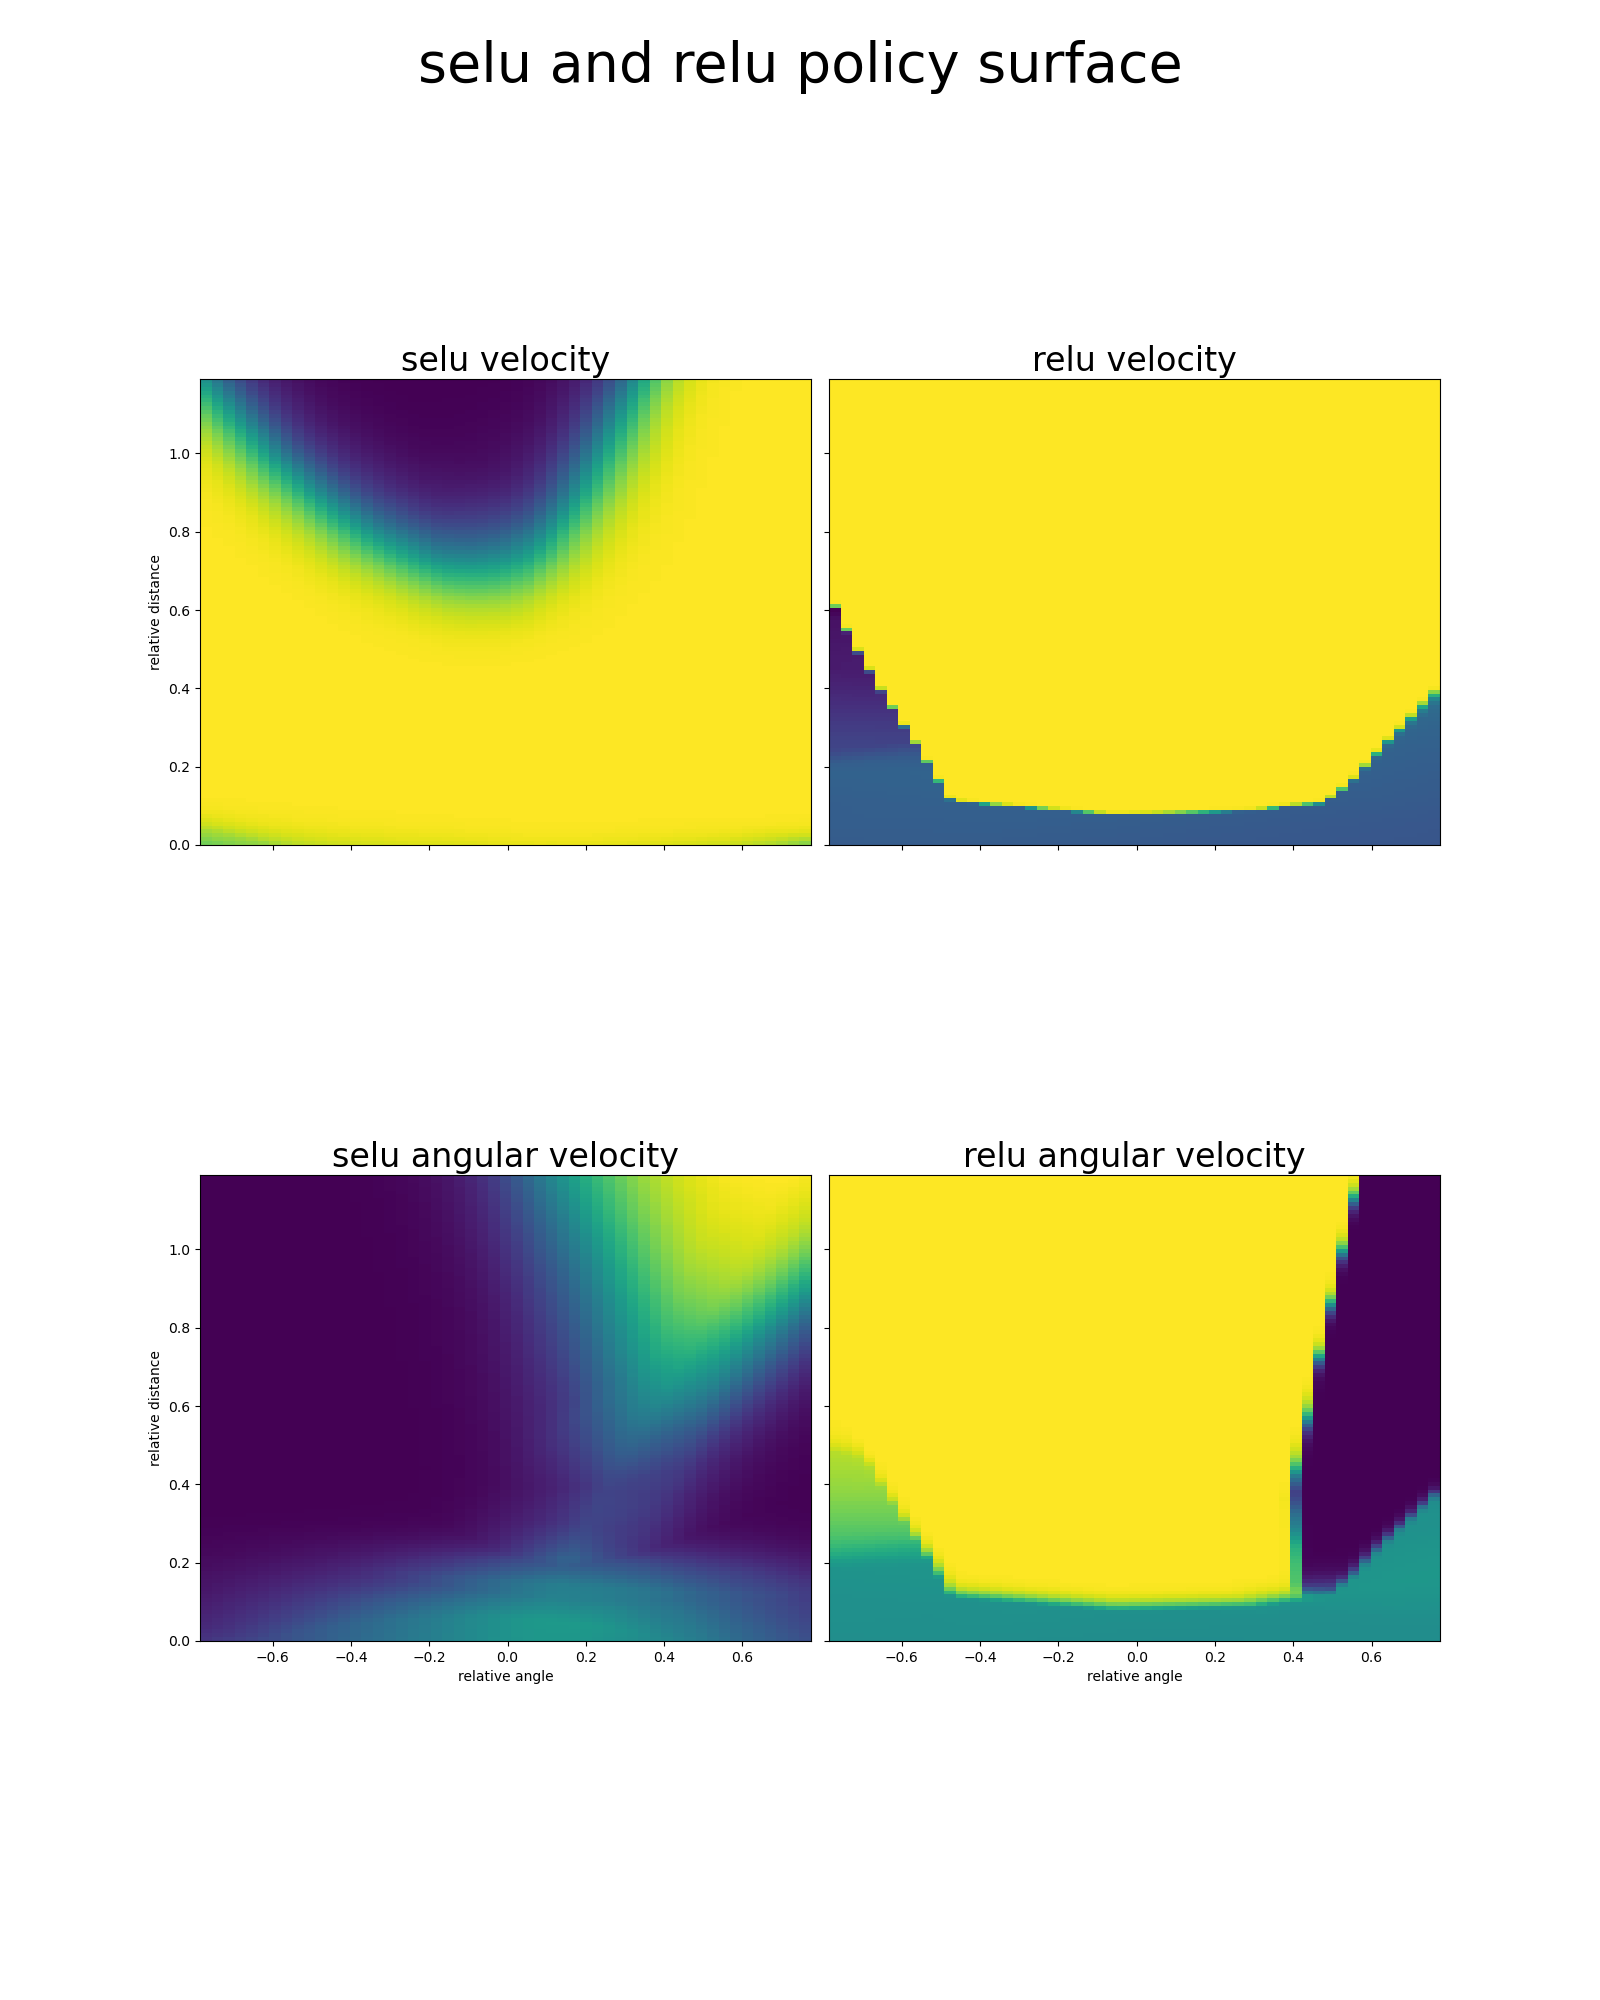 selu and relu policy surface
selu velocity
relu velocity
relative distance
1.0
0.8
0.6
0.4
0.2
0.0
selu angular velocity
relu angular velocity
relative distance
1.0
0.8
0.6
0.4
0.2
0.0
−0.6 −0.4 −0.2 0.0 0.2 0.4 0.6
−0.6 −0.4 −0.2 0.0 0.2 0.4 0.6
relative angle
relative angle